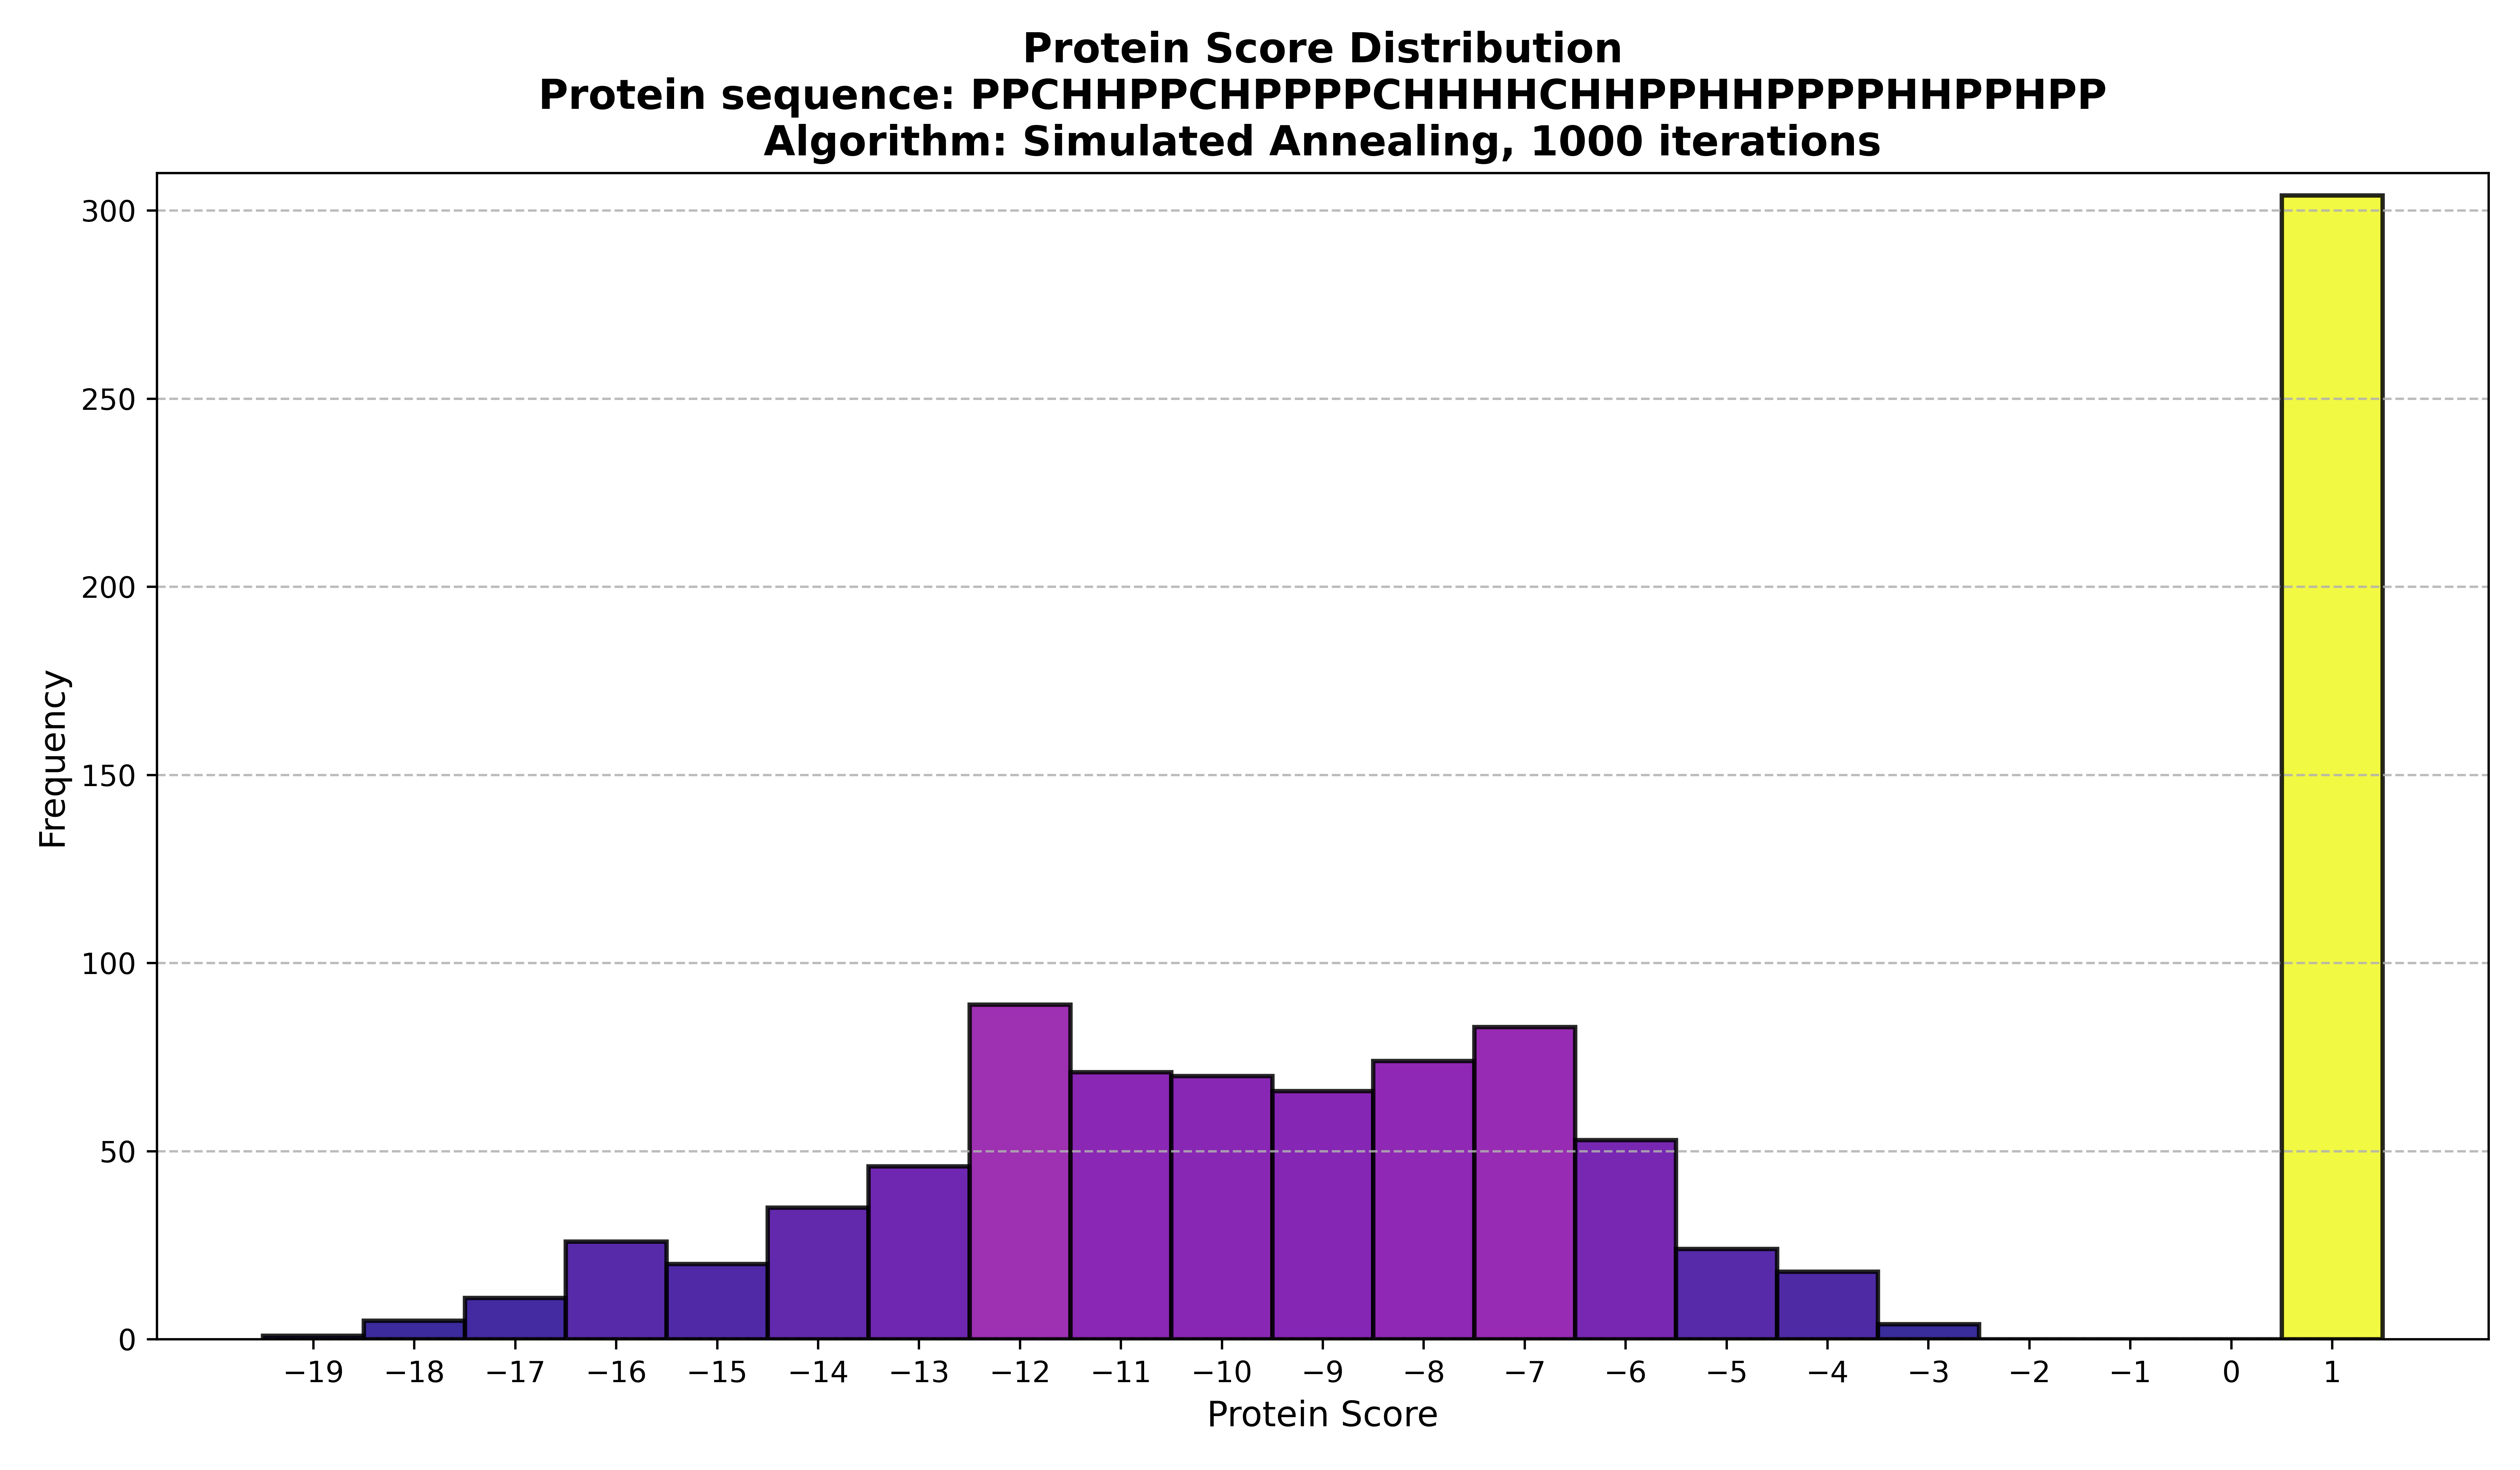 Protein Score Distribution
Protein sequence: PPCHHPPCHPPPPCHHHHCHHPPHHPPPPHHPPHPP
Algorithm: Simulated Annealing, 1000 iterations
300
250
200
150
100
50
0
Frequency
−19 −18 −17 −16 −15 −14 −13 −12 −11 −10 −9 −8 −7 −6 −5 −4 −3 −2 −1 0 1
Protein Score